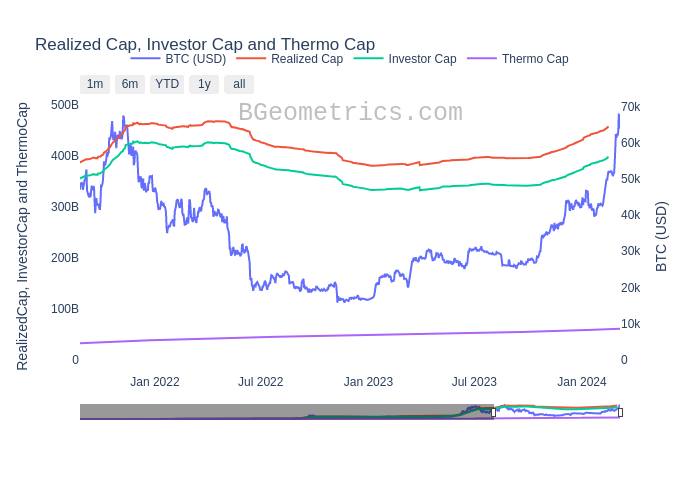 Realized Cap, Investor Cap and Thermo Cap
BTC (USD) Realized Cap Investor Cap Thermo Cap
1m 6m YTD 1y all
BGeometrics.com
RealizedCap, InvestorCap and ThermoCap
500B
400B
300B
200B
100B
0
70k
60k
50k
40k
30k
20k
10k
0
BTC (USD)
Jan 2022 Jul 2022 Jan 2023 Jul 2023 Jan 2024